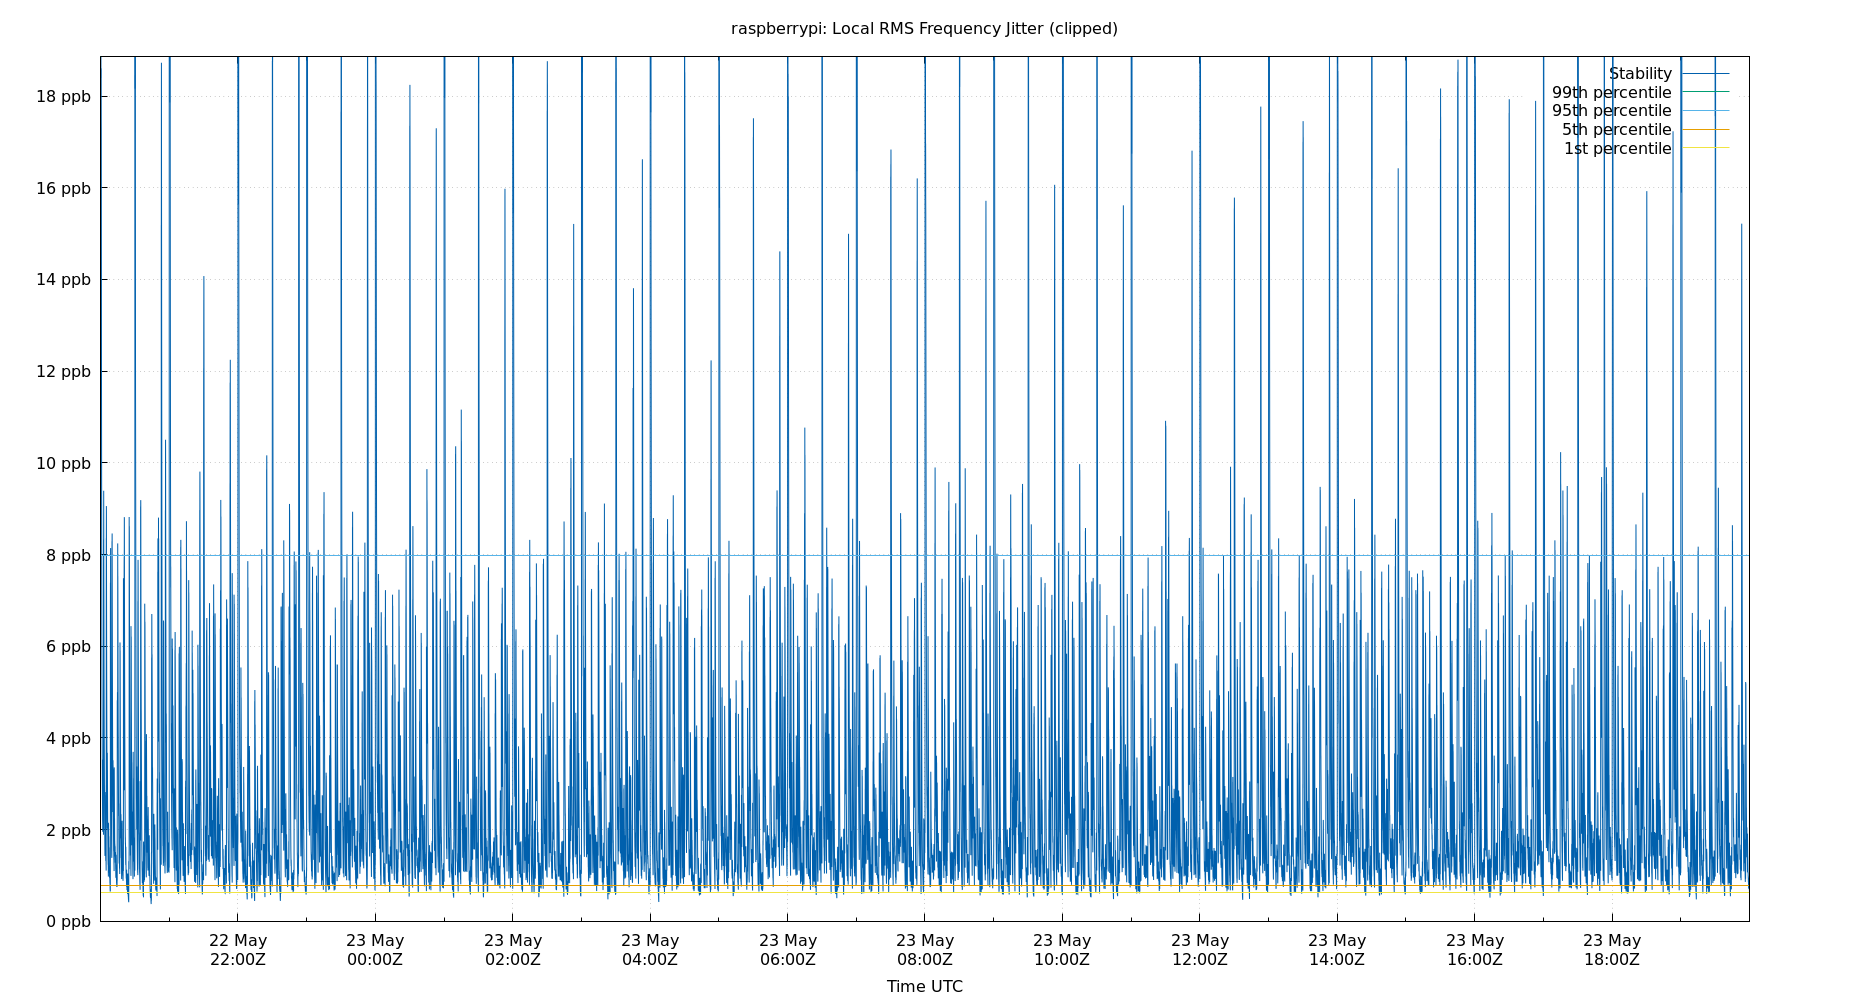 raspberrypi: Local RMS Frequency Jitter (clipped)
Stability
99th percentile
95th percentile
5th percentile
1st percentile
18 ppb
16 ppb
14 ppb
12 ppb
10 ppb
8 ppb
6 ppb
4 ppb
2 ppb
0 ppb
22 May 23 May 23 May 23 May 23 May 23 May 23 May 23 May 23 May 23 May 23 May
22:00Z 00:00Z 02:00Z 04:00Z 06:00Z 08:00Z 10:00Z 12:00Z 14:00Z 16:00Z 18:00Z
Time UTC